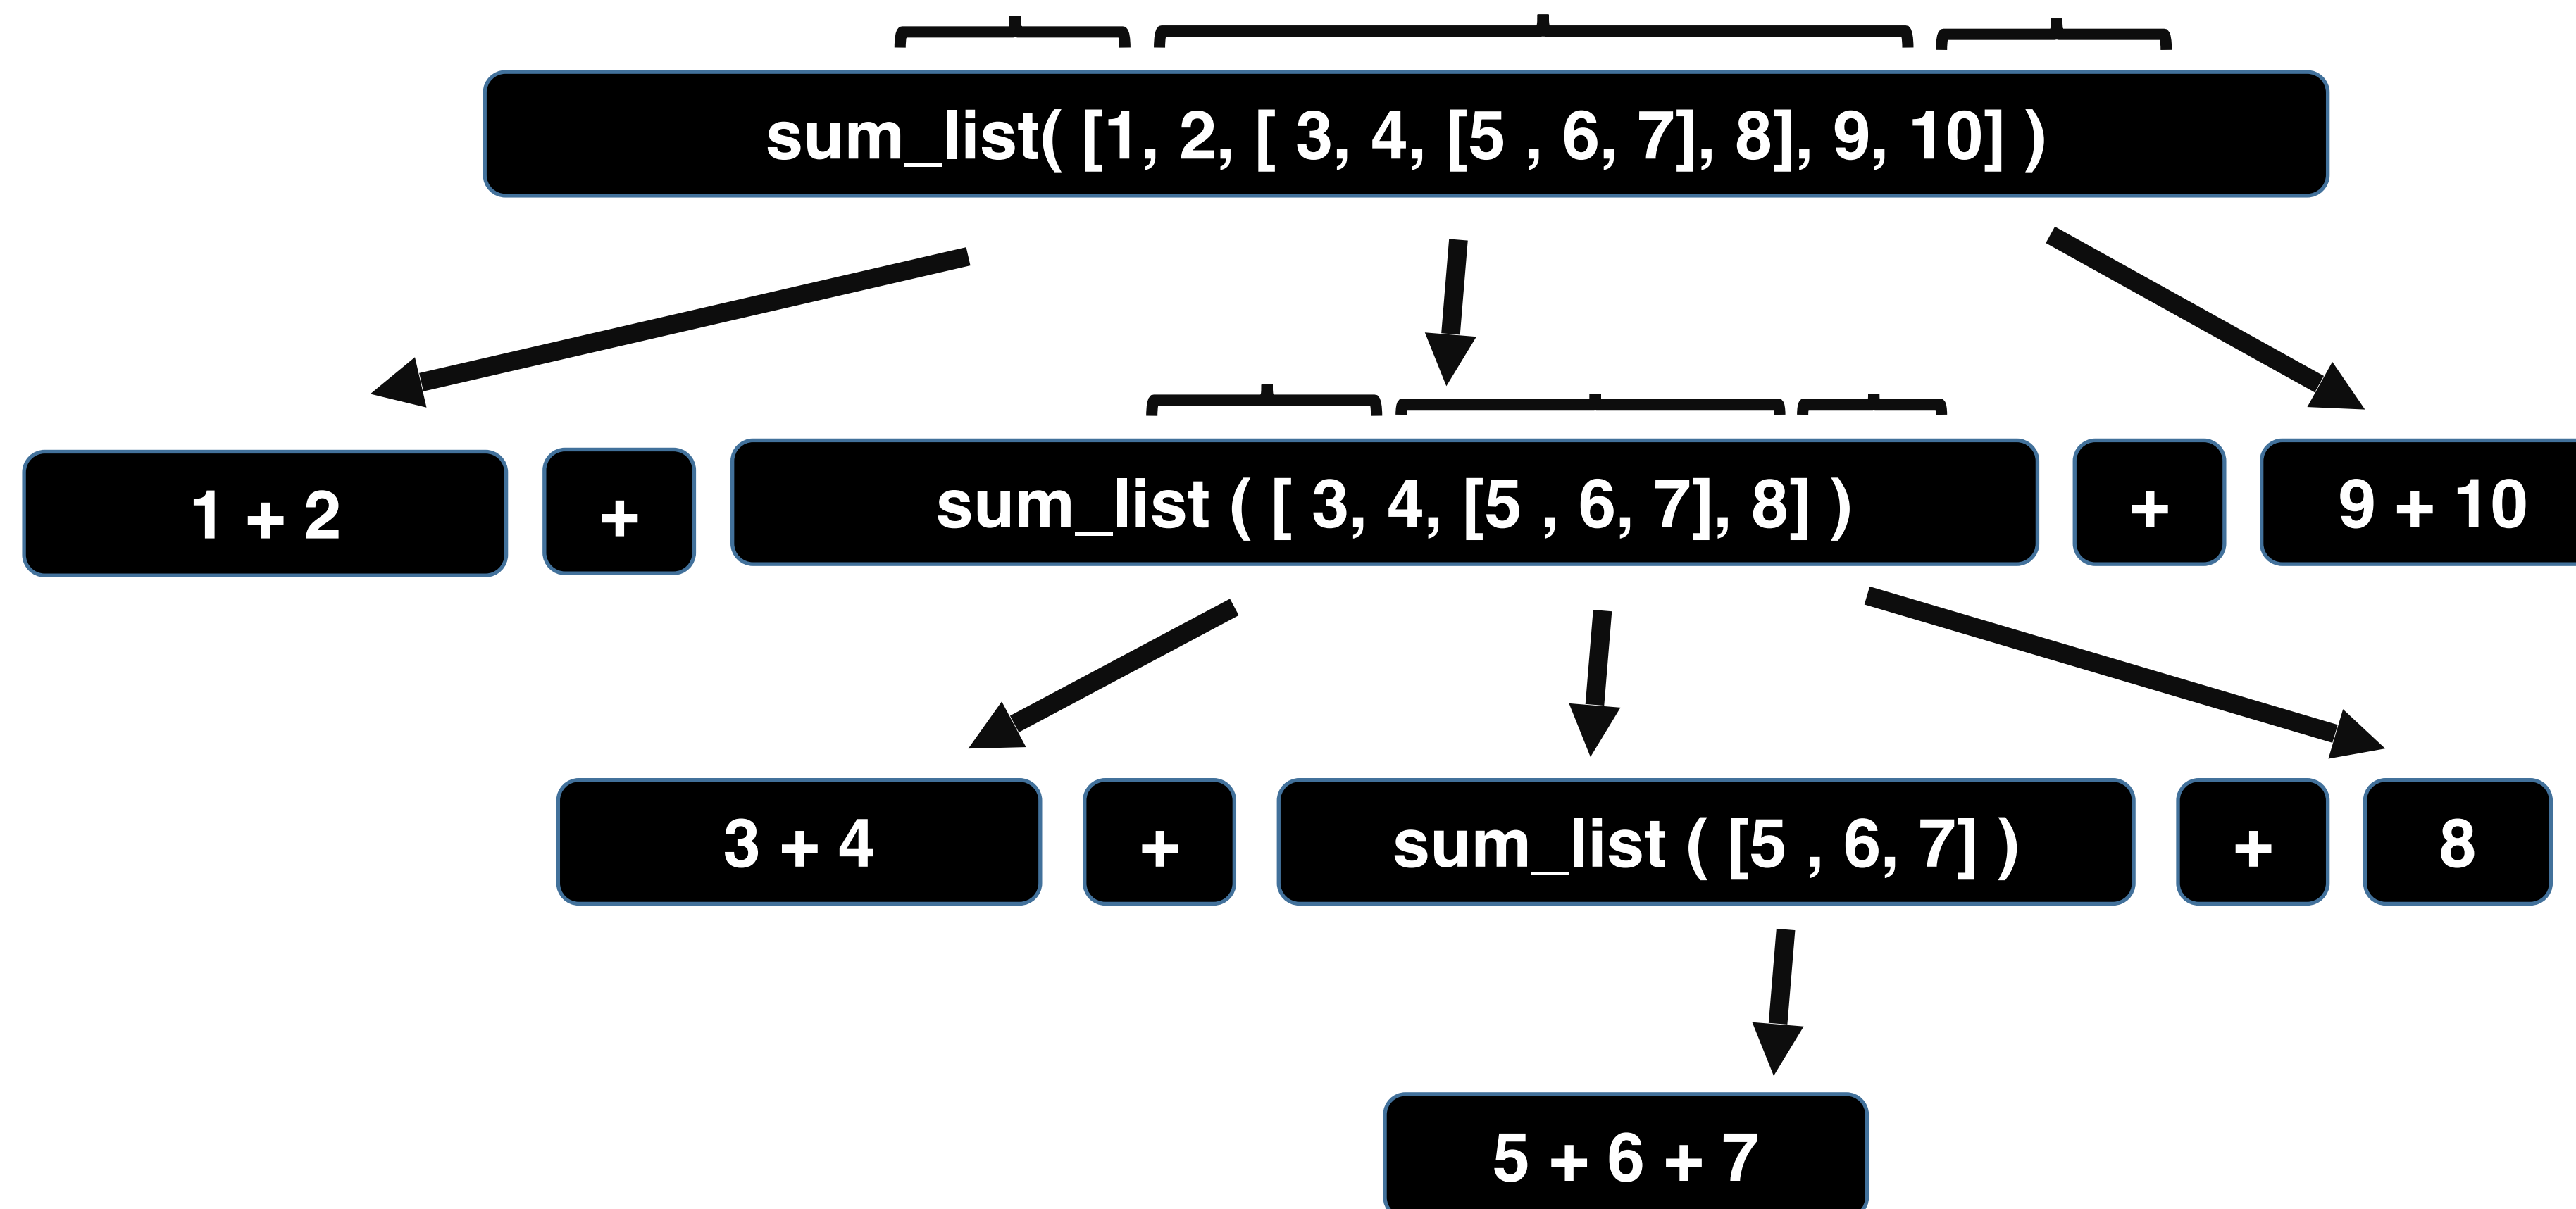 sum_list( [1, 2, [ 3, 4, [5 , 6, 7], 8], 9, 10] )
1 + 2 + sum_list ( [ 3, 4, [5 , 6, 7], 8] ) + 9 + 10
3 + 4 + sum_list ( [5 , 6, 7] ) + 8
5 + 6 + 7